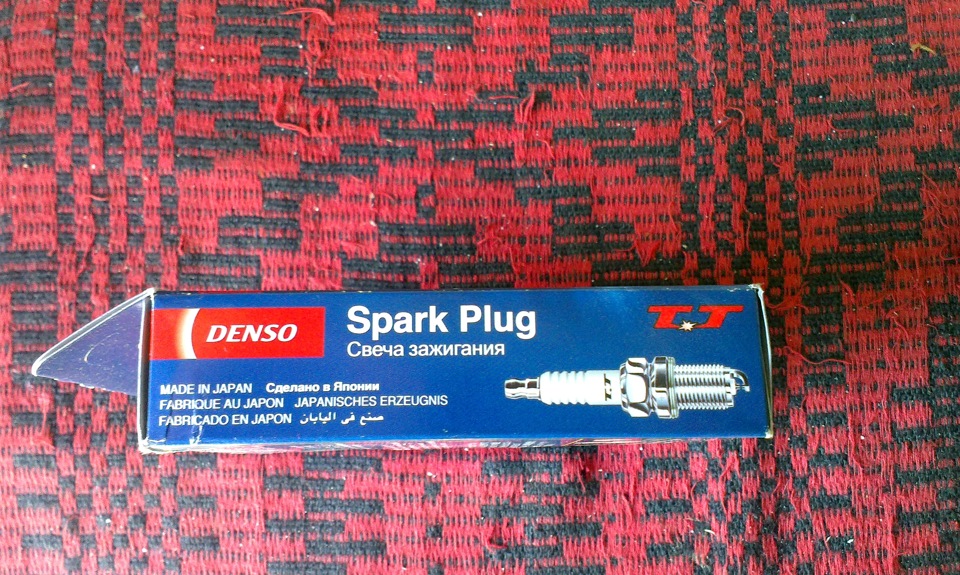 DENSO
Spark Plug
Свеча зажигания
TT
MADE IN JAPAN Сделано в Японии
FABRIQUE AU JAPON JAPANISCHES ERZEUGNIS
FABRICADO EN JAPON صنع في اليابان
TT